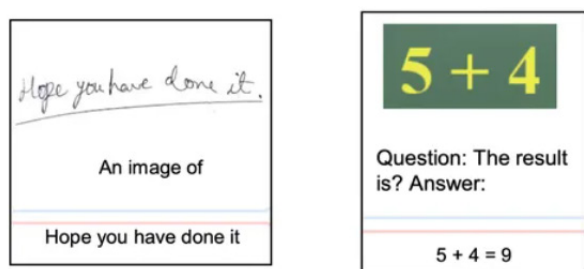 Hope you have done it.
An image of
Hope you have done it
5 + 4
Question: The result
is? Answer:
5 + 4 = 9